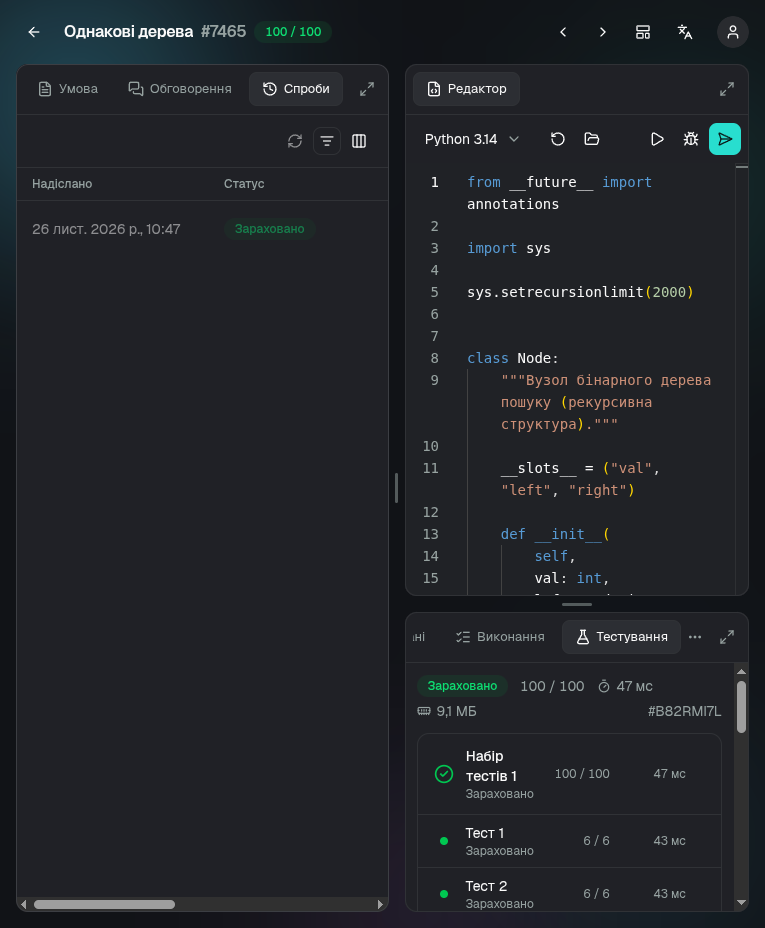 Однакові дерева #7465 100 / 100
Умова Обговорення Спроби
Надіслано Статус
26 лист. 2026 р., 10:47 Зараховано
Редактор
Python 3.14
1 from __future__ import
annotations
2
3 import sys
4
5 sys.setrecursionlimit(2000)
6
7
8 class Node:
9 """Вузол бінарного дерева
пошуку (рекурсивна
структура)."""
10
11 __slots__ = ("val",
"left", "right")
12
13 def __init__(
14 self,
15 val: int,
Виконання Тестування
Зараховано 100 / 100 47 мс
9,1 МБ #B82RMI7L
Набір
тестів 1 100 / 100 47 мс
Зараховано
Тест 1 6 / 6 43 мс
Зараховано
Тест 2 6 / 6 43 мс
Зараховано